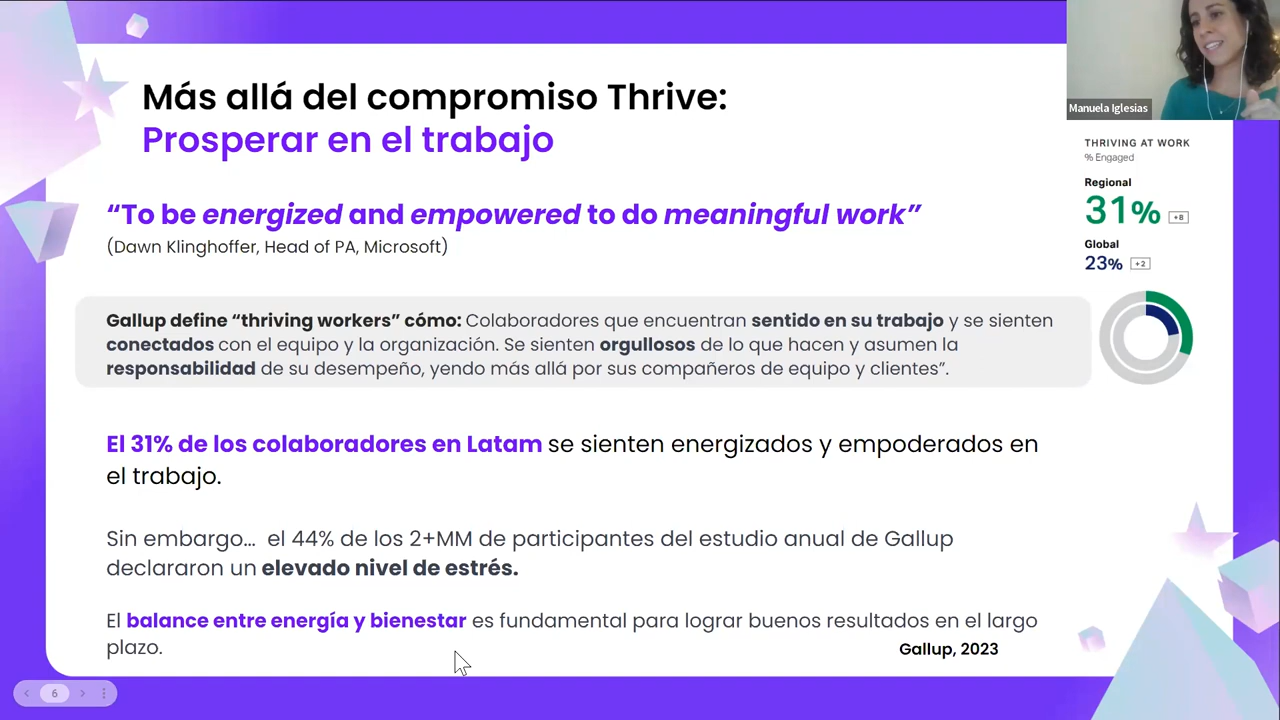 Más allá del compromiso Thrive:
Prosperar en el trabajo
“To be energized and empowered to do meaningful work”
(Dawn Klinghoffer, Head of PA, Microsoft)
Gallup define “thriving workers” cómo: Colaboradores que encuentran sentido en su trabajo y se sienten
conectados con el equipo y la organización. Se sienten orgullosos de lo que hacen y asumen la
responsabilidad de su desempeño, yendo más allá por sus compañeros de equipo y clientes”.
El 31% de los colaboradores en Latam se sienten energizados y empoderados en
el trabajo.
Sin embargo... el 44% de los 2+MM de participantes del estudio anual de Gallup
declararon un elevado nivel de estrés.
El balance entre energía y bienestar es fundamental para lograr buenos resultados en el largo
plazo.
Gallup, 2023
Manuela Iglesias
THRIVING AT WORK
% Engaged
Regional
31% +8
Global
23% +2
6